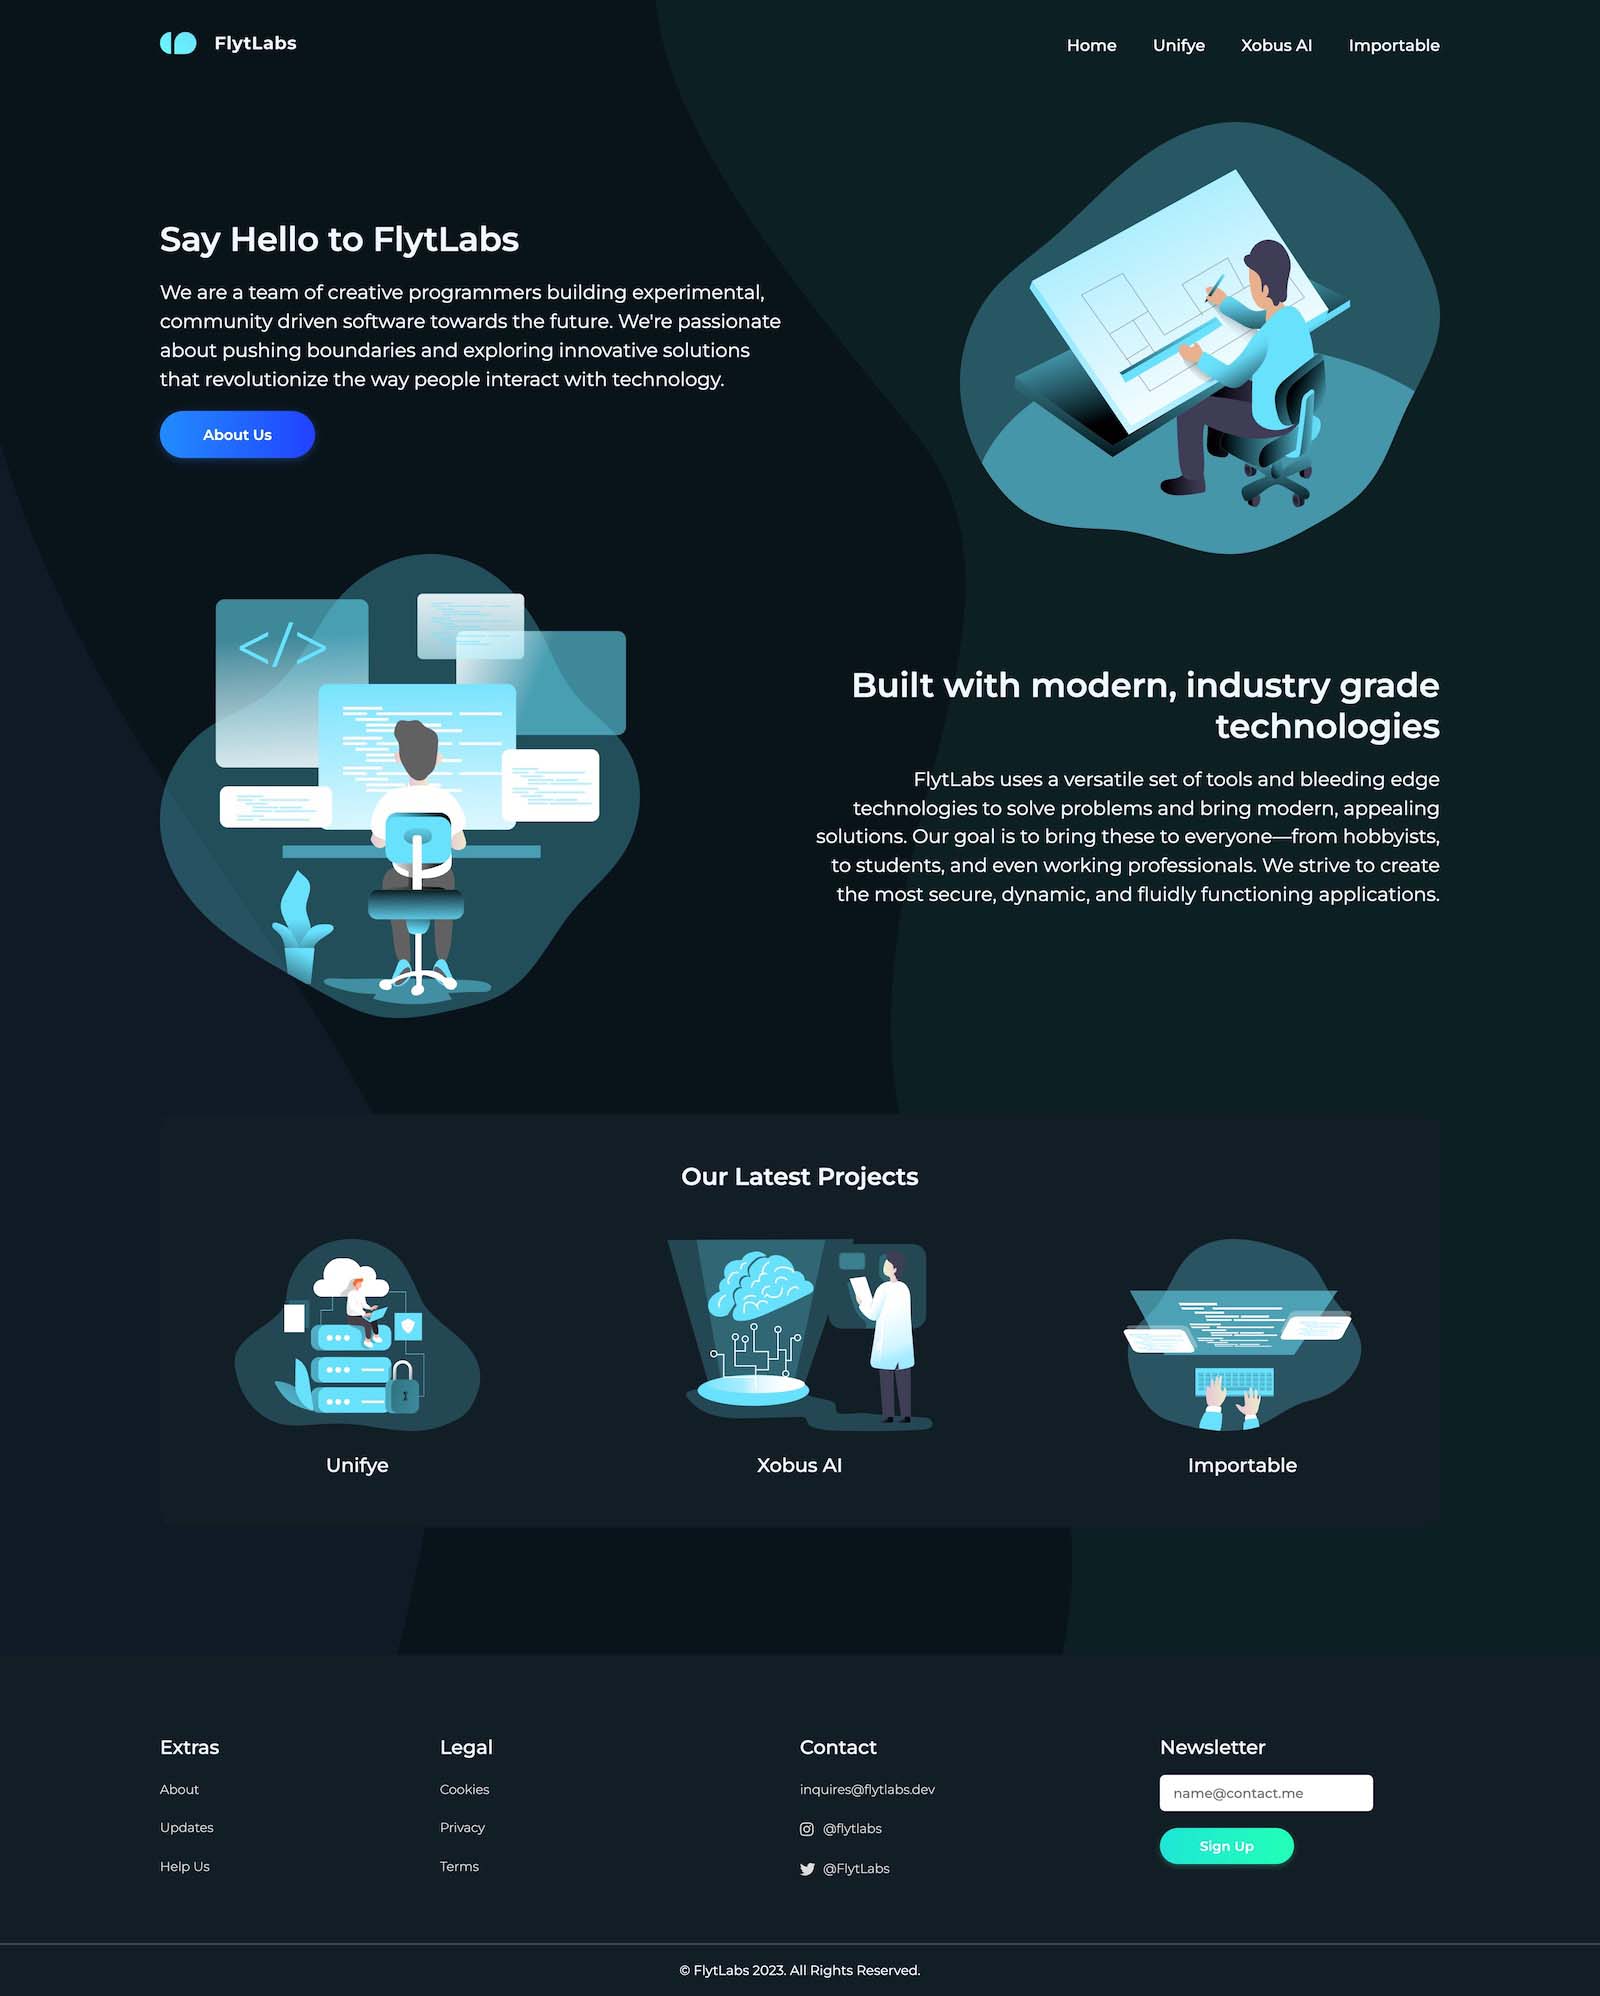 FlytLabs
Home Unifye Xobus AI Importable
Say Hello to FlytLabs
We are a team of creative programmers building experimental,
community driven software towards the future. We're passionate
about pushing boundaries and exploring innovative solutions
that revolutionize the way people interact with technology.
About Us
</>
Built with modern, industry grade
technologies
FlytLabs uses a versatile set of tools and bleeding edge
technologies to solve problems and bring modern, appealing
solutions. Our goal is to bring these to everyone—from hobbyists,
to students, and even working professionals. We strive to create
the most secure, dynamic, and fluidly functioning applications.
Our Latest Projects
Unifye
Xobus AI
Importable
Extras
About
Updates
Help Us
Legal
Cookies
Privacy
Terms
Contact
inquires@flytlabs.dev
@flytlabs
@FlytLabs
Newsletter
name@contact.me
Sign Up
© FlytLabs 2023. All Rights Reserved.